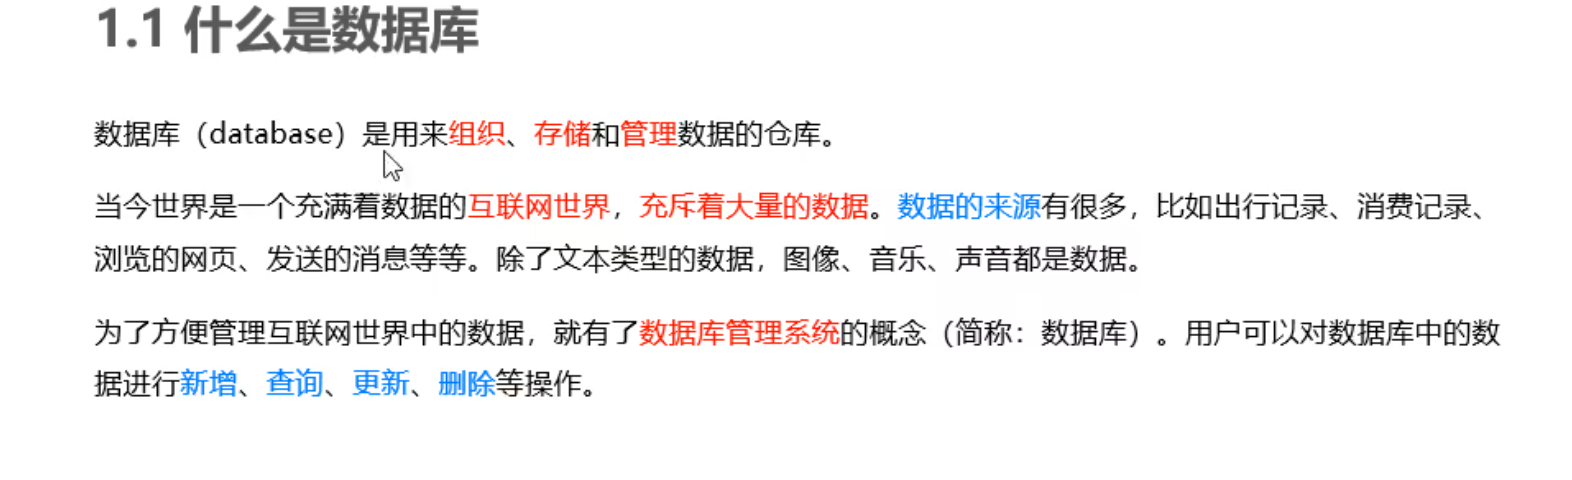 1.1 什么是数据库
数据库（database）是用来组织、存储和管理数据的仓库。
当今世界是一个充满着数据的互联网世界，充斥着大量的数据。数据的来源有很多，比如出行记录、消费记录、
浏览的网页、发送的消息等等。除了文本类型的数据，图像、音乐、声音都是数据。
为了方便管理互联网世界中的数据，就有了数据库管理系统的概念（简称：数据库）。用户可以对数据库中的数
据进行新增、查询、更新、删除等操作。